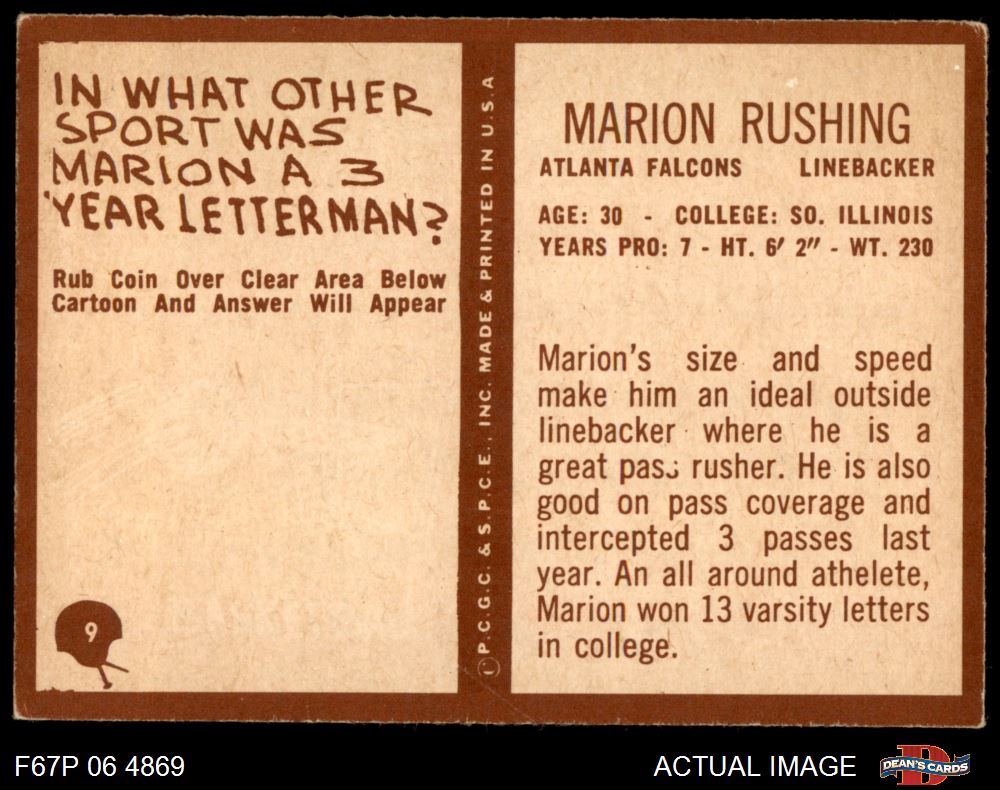 IN WHAT OTHER
SPORT WAS
MARION A 3
YEAR LETTERMAN?
Rub Coin Over Clear Area Below
Cartoon And Answer Will Appear
9
©P.C.G.C. & S.P.C.E., INC. MADE & PRINTED IN U.S.A
MARION RUSHING
ATLANTA FALCONS LINEBACKER
AGE: 30 - COLLEGE: SO. ILLINOIS
YEARS PRO: 7 - HT. 6' 2" - WT. 230
Marion's size and speed
make him an ideal outside
linebacker where he is a
great pass rusher. He is also
good on pass coverage and
intercepted 3 passes last
year. An all around athelete,
Marion won 13 varsity letters
in college.
F67P 06 4869
ACTUAL IMAGE
D
DEAN'S CARDS